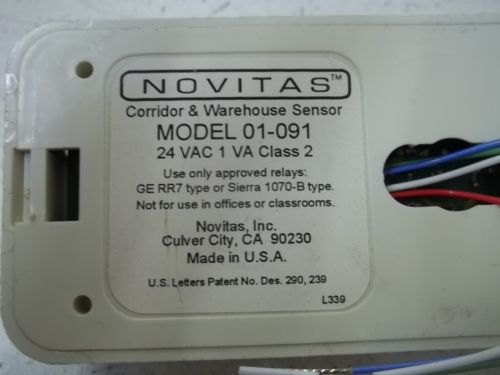 NOVITAS™
Corridor & Warehouse Sensor
MODEL 01-091
24 VAC 1 VA Class 2
Use only approved relays:
GE RR7 type or Sierra 1070-B type.
Not for use in offices or classrooms.
Novitas, Inc.
Culver City, CA 90230
Made in U.S.A.
U.S. Letters Patent No. Des. 290, 239
L339